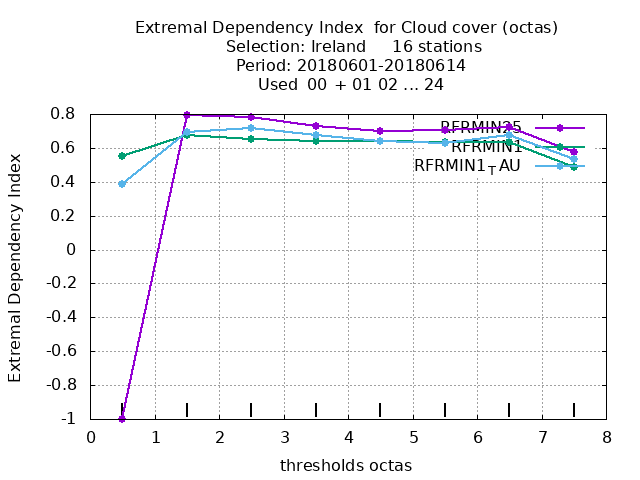 Extremal Dependency Index  for Cloud cover (octas)
Selection: Ireland     16 stations
Period: 20180601-20180614
Used  00  + 01 02 ... 24
Extremal Dependency Index
0.8
0.6
0.4
0.2
0
-0.2
-0.4
-0.6
-0.8
-1
RFRMIN25
RFRMIN1
RFRMIN1TAU
0 1 2 3 4 5 6 7 8
thresholds octas